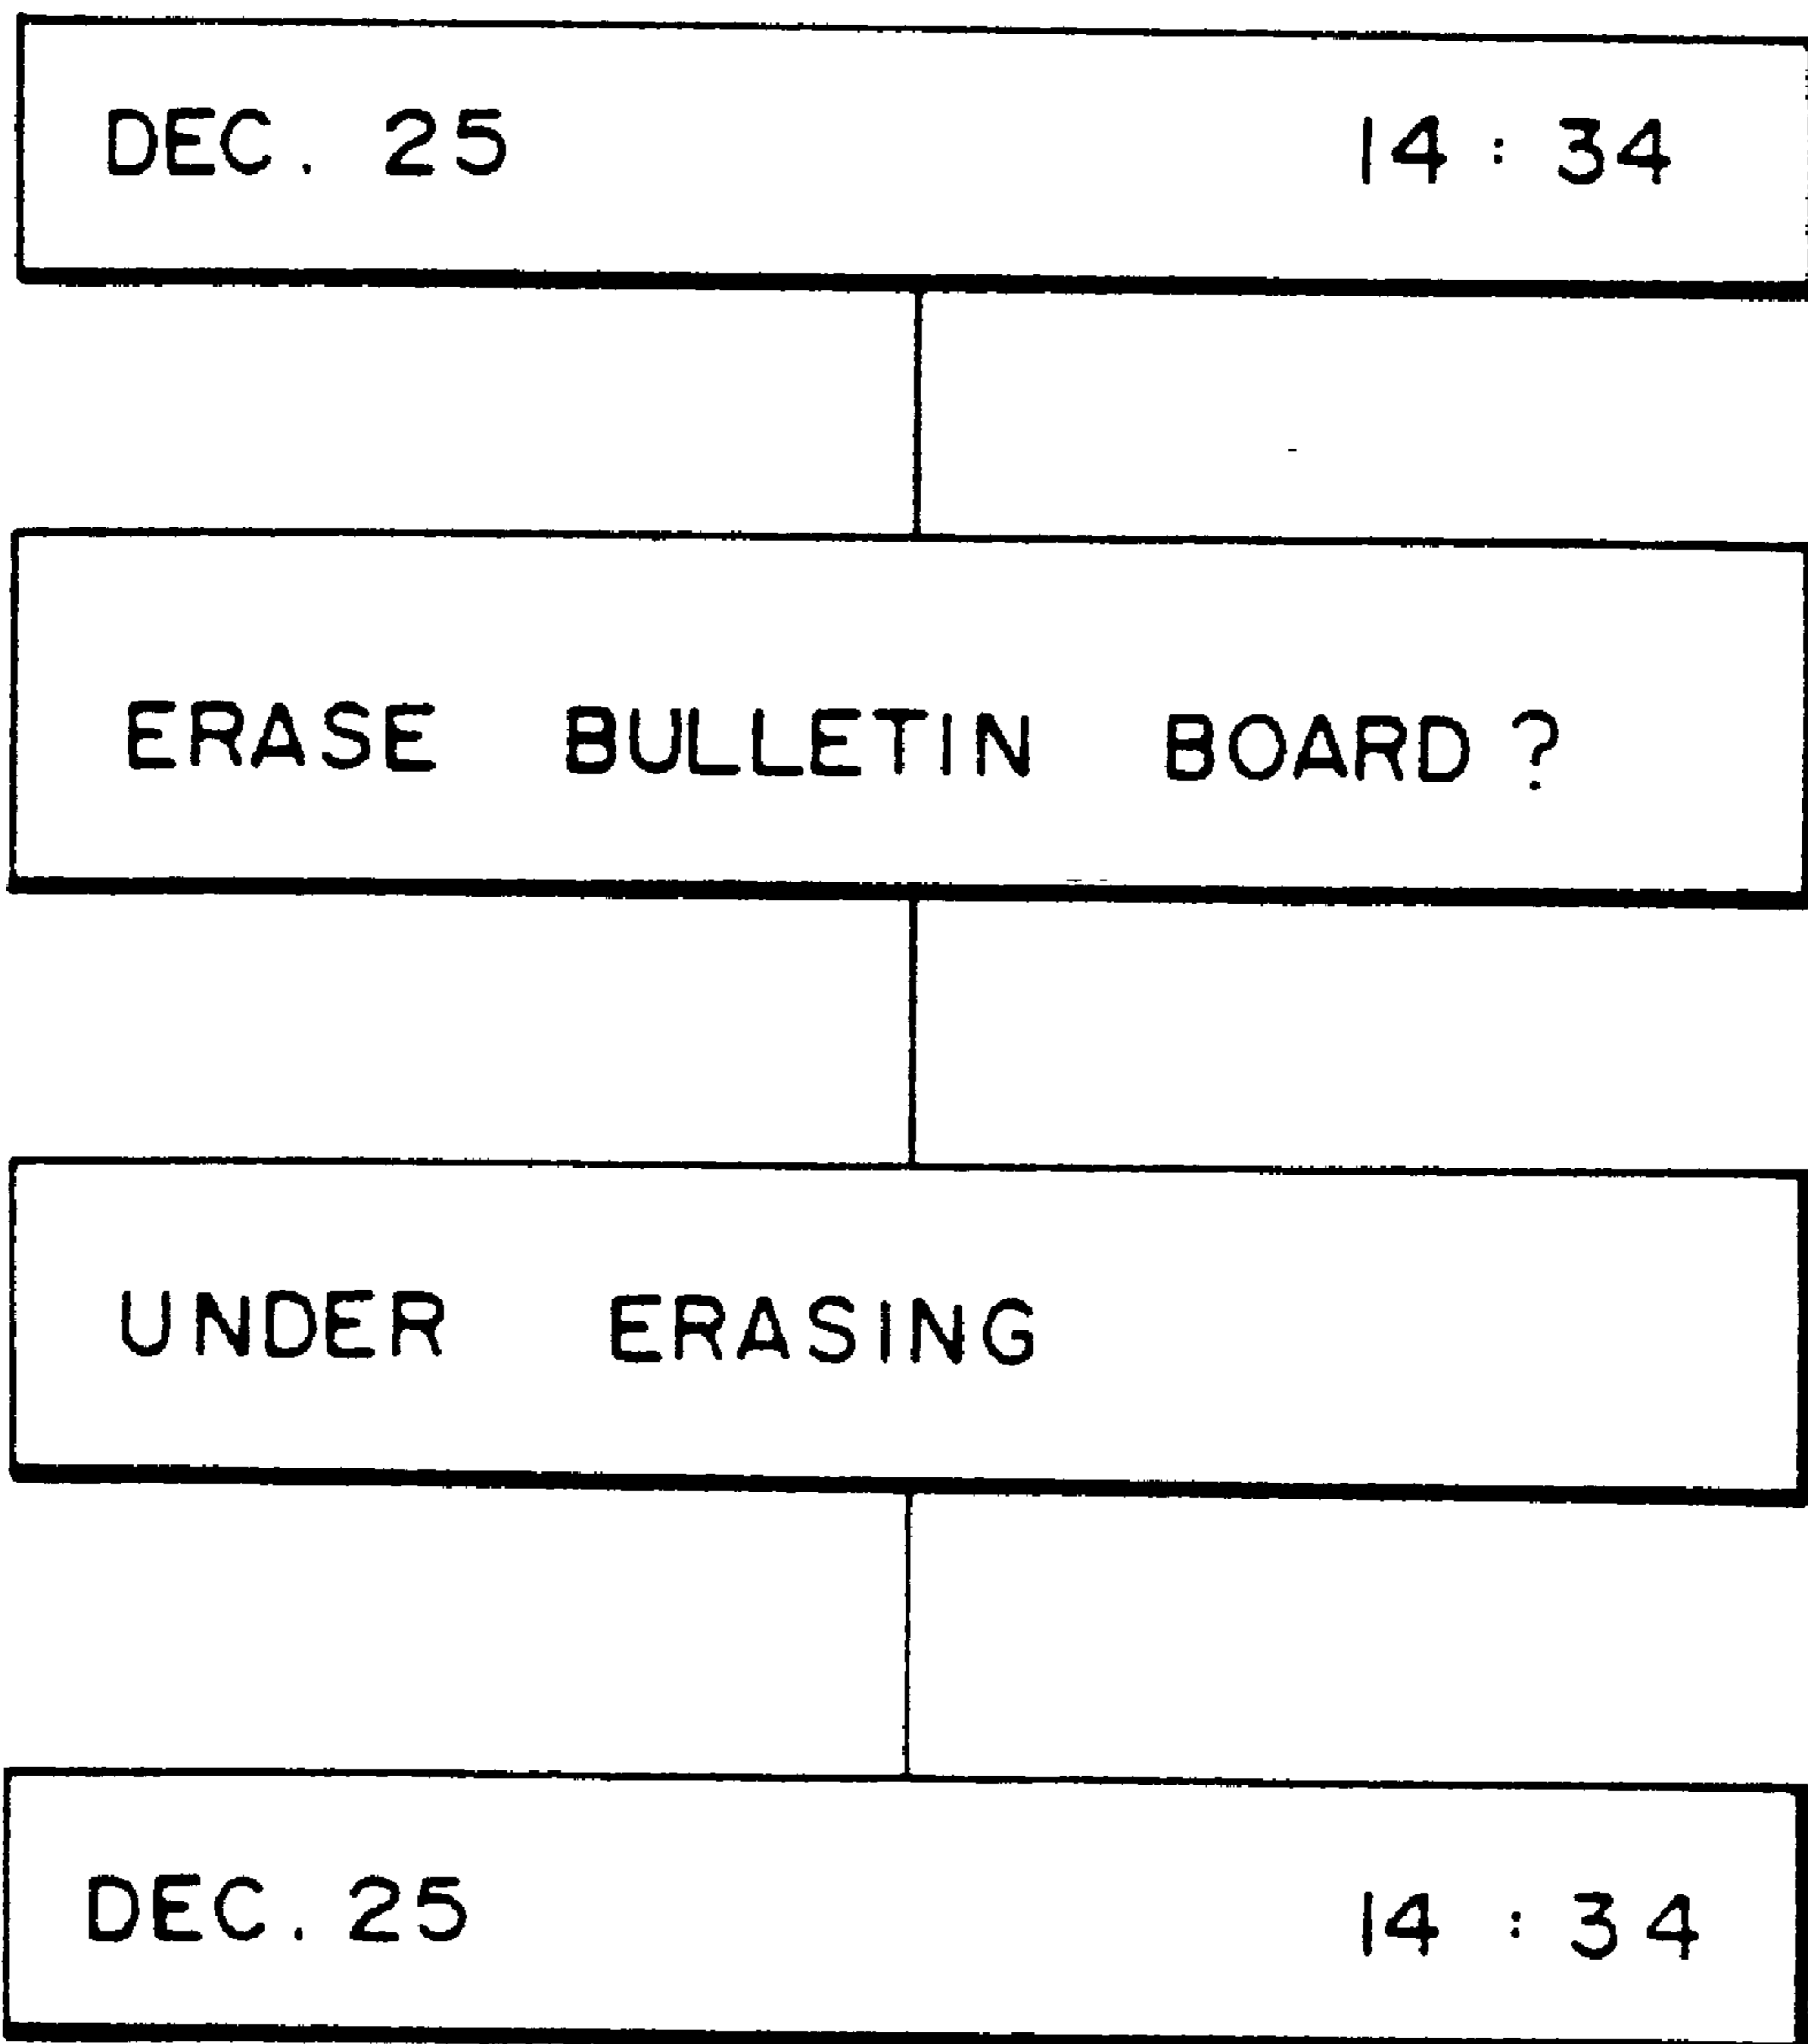 DEC. 25 14 : 34
ERASE BULLETIN BOARD ?
UNDER ERASING
DEC. 25 14 : 34